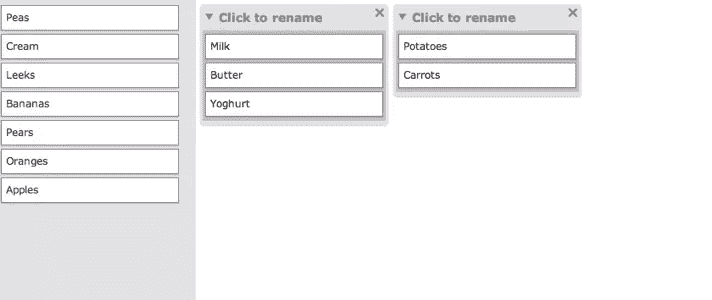 Peas
Cream
Leeks
Bananas
Pears
Oranges
Apples
Click to rename
Milk
Butter
Yoghurt
Click to rename
Potatoes
Carrots